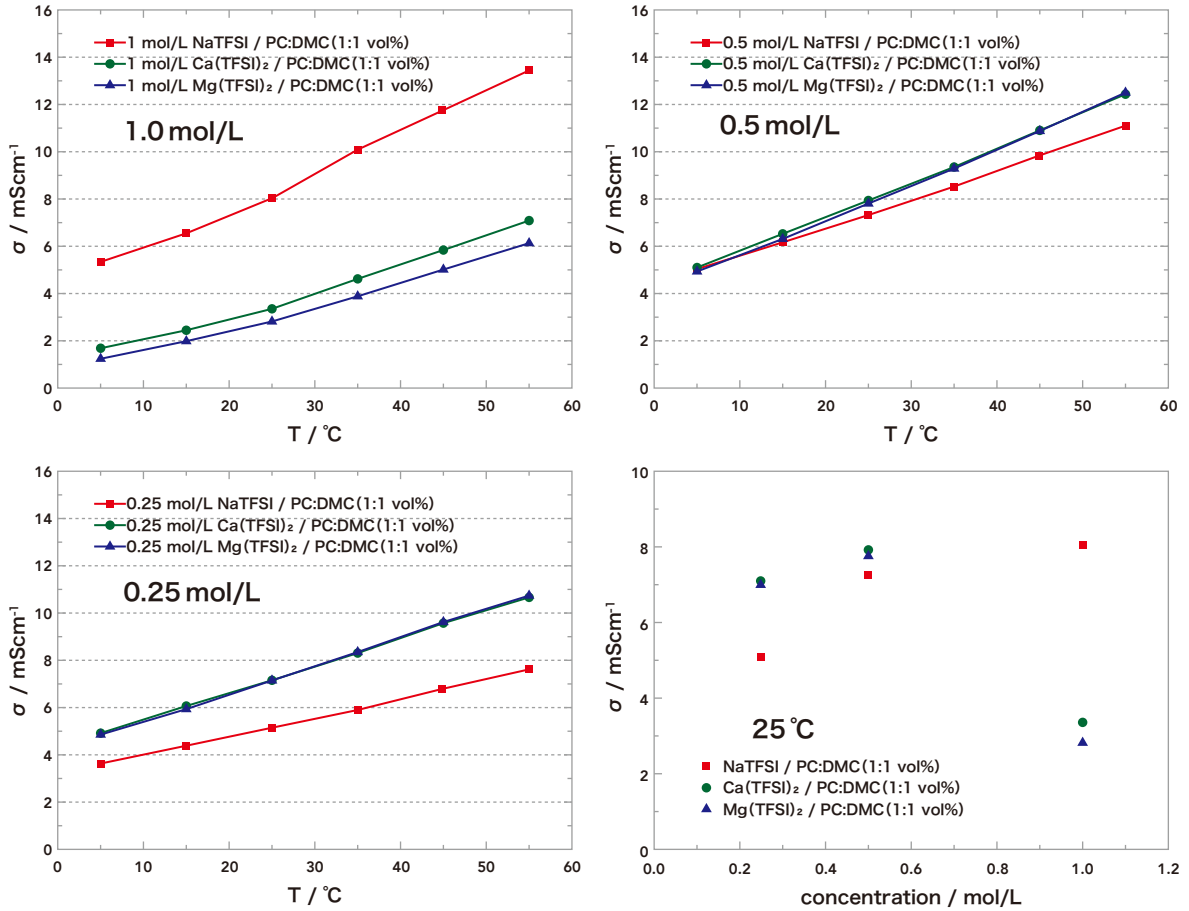 16
14
12
10
8
6
4
2
0
σ / mScm⁻¹
1 mol/L NaTFSI / PC:DMC(1:1 vol%)
1 mol/L Ca(TFSI)₂ / PC:DMC(1:1 vol%)
1 mol/L Mg(TFSI)₂ / PC:DMC(1:1 vol%)
1.0 mol/L
0 10 20 30 40 50 60
T / ℃
16
14
12
10
8
6
4
2
0
σ / mScm⁻¹
0.5 mol/L NaTFSI / PC:DMC(1:1 vol%)
0.5 mol/L Ca(TFSI)₂ / PC:DMC(1:1 vol%)
0.5 mol/L Mg(TFSI)₂ / PC:DMC(1:1 vol%)
0.5 mol/L
0 10 20 30 40 50 60
T / ℃
16
14
12
10
8
6
4
2
0
σ / mScm⁻¹
0.25 mol/L NaTFSI / PC:DMC(1:1 vol%)
0.25 mol/L Ca(TFSI)₂ / PC:DMC(1:1 vol%)
0.25 mol/L Mg(TFSI)₂ / PC:DMC(1:1 vol%)
0.25 mol/L
0 10 20 30 40 50 60
T / ℃
10
8
6
4
2
0
σ / mScm⁻¹
25 ℃
NaTFSI / PC:DMC(1:1 vol%)
Ca(TFSI)₂ / PC:DMC(1:1 vol%)
Mg(TFSI)₂ / PC:DMC(1:1 vol%)
0.0 0.2 0.4 0.6 0.8 1.0 1.2
concentration / mol/L